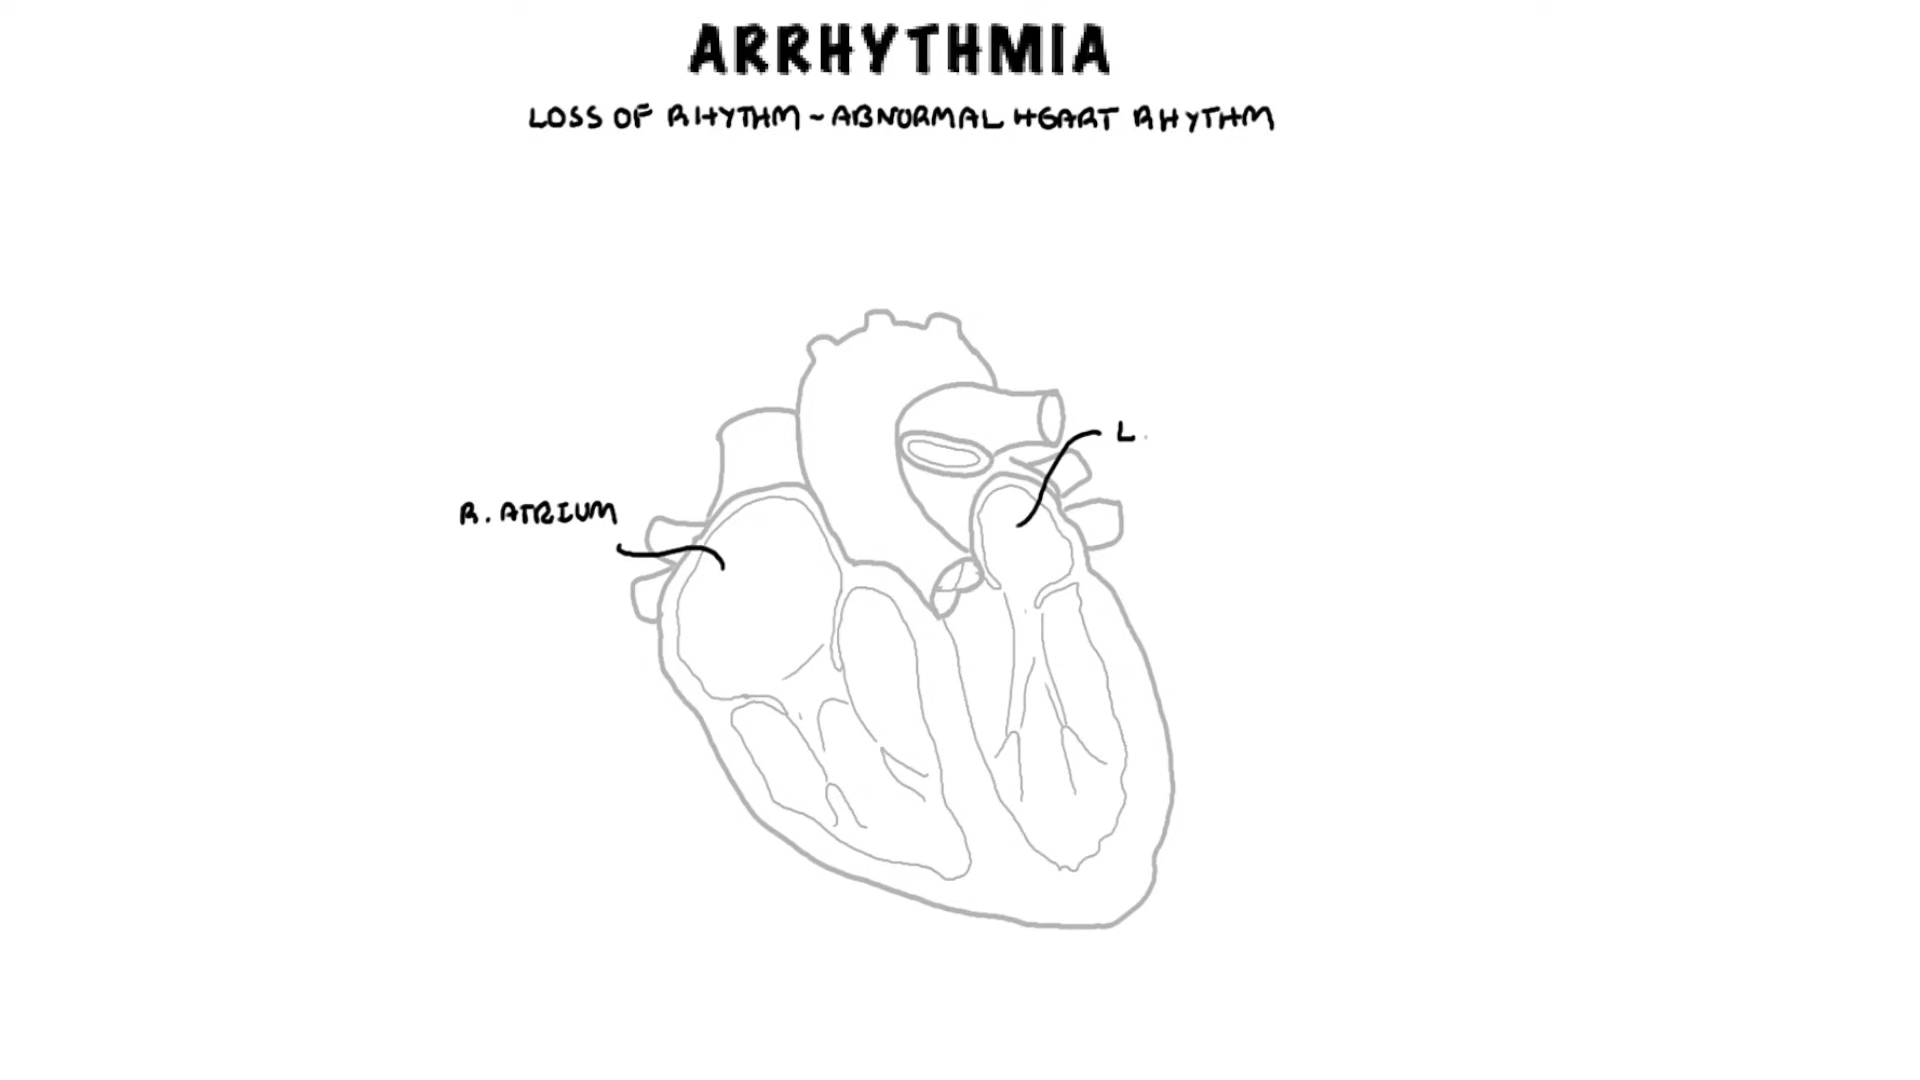 ARRHYTHMIA
LOSS OF RHYTHM ~ ABNORMAL HEART RHYTHM
L.
R. ATRIUM